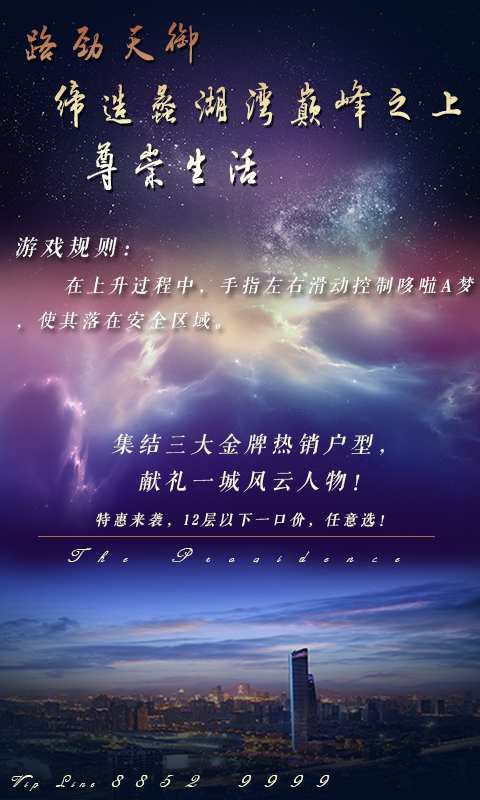 路劲天御
缔造蠡湖湾巅峰之上
尊崇生活
游戏规则:
在上升过程中, 手指左右滑动控制哆啦A梦
, 使其落在安全区域。
集结三大金牌热销户型,
献礼一城风云人物!
特惠来袭, 12层以下一口价, 任意选!
The Providence
Vip Line 8852 9999